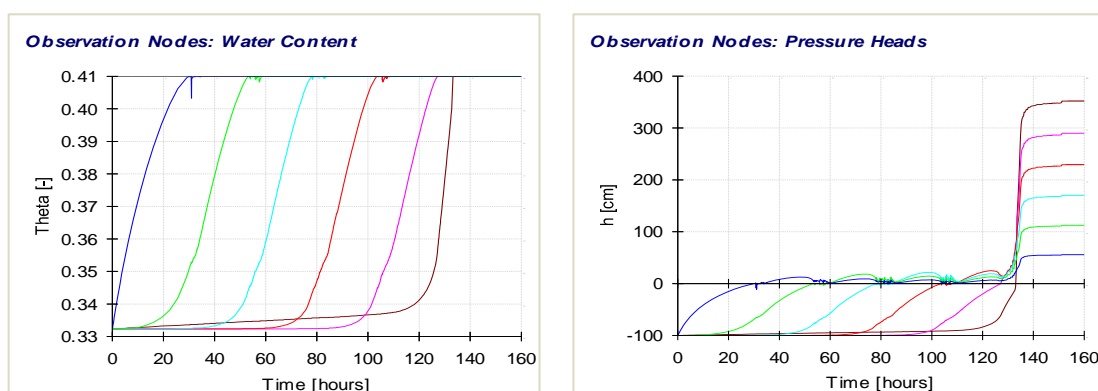 Observation Nodes: Water Content
0.41
0.40
0.39
0.38
0.37
0.36
0.35
0.34
0.33
Theta [-]
0 20 40 60 80 100 120 140 160
Time [hours]
Observation Nodes: Pressure Heads
400
300
200
100
0
-100
h [cm]
0 20 40 60 80 100 120 140 160
Time [hours]